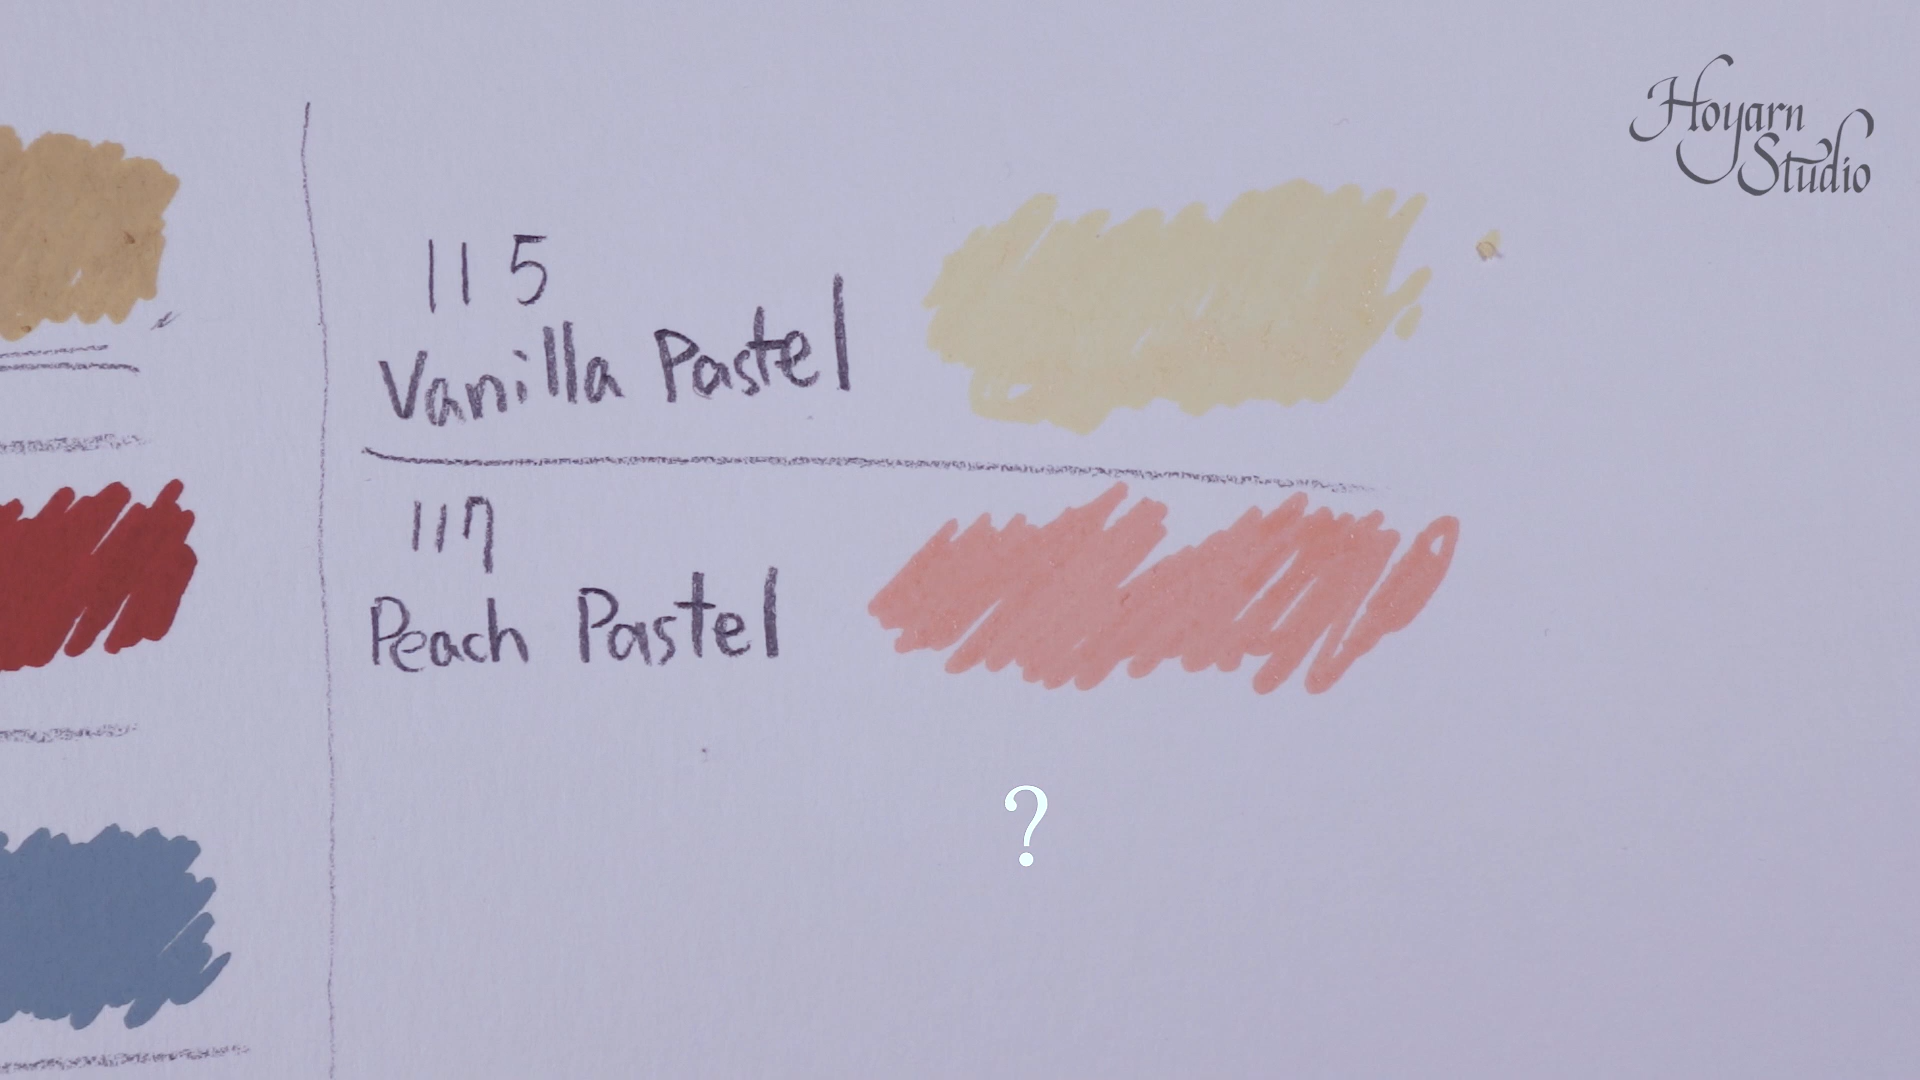 115
Vanilla Pastel
117
Peach Pastel
?
Hoyarn
Studio